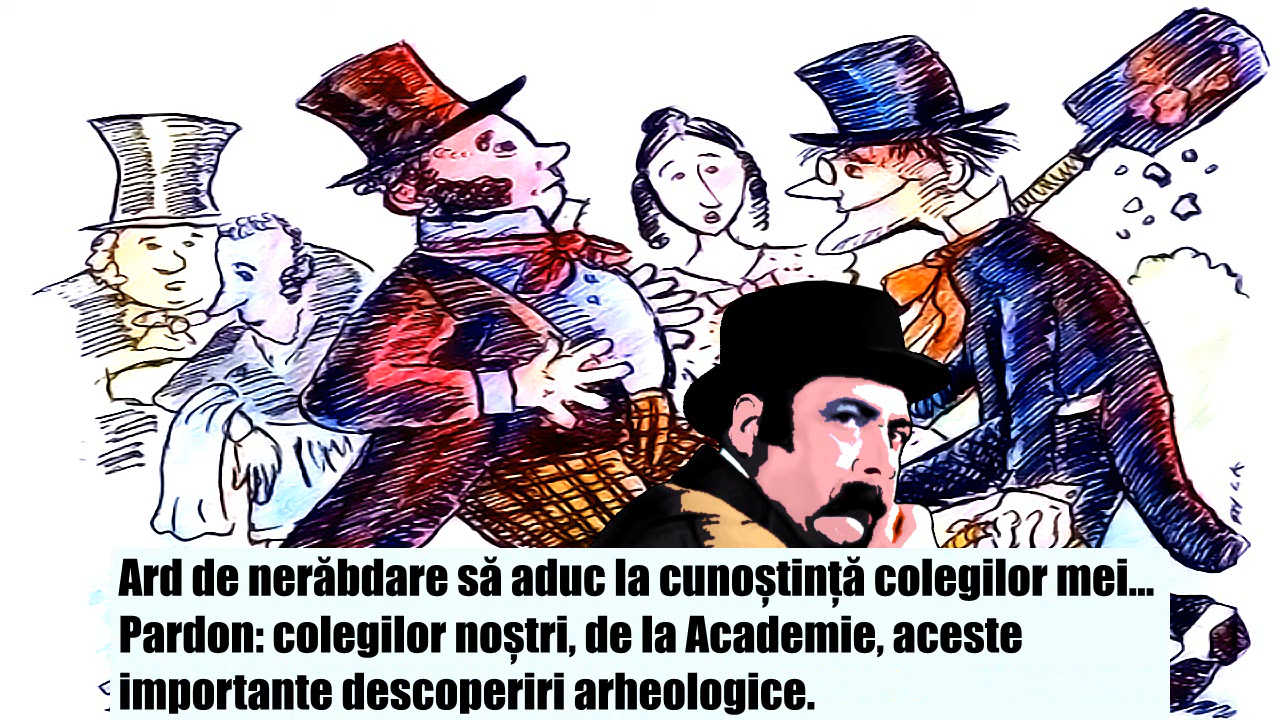 Ard de nerăbdare să aduc la cunoștință colegilor mei...
Pardon: colegilor noștri, de la Academie, aceste
importante descoperiri arheologice.